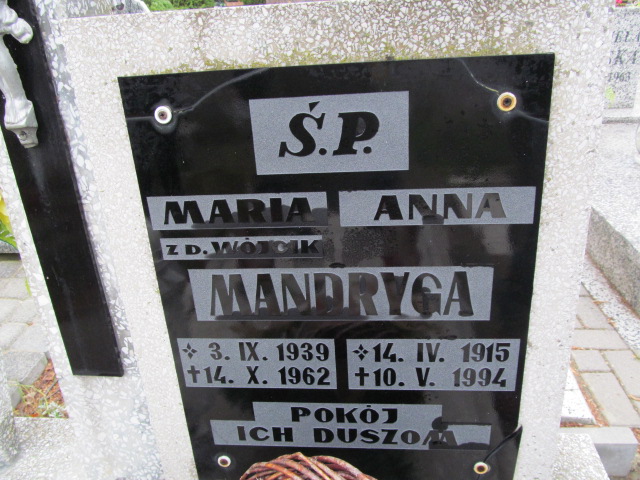 Ś.P.
MARIA ANNA
Z D. WÓJCIK
MANDRYGA
3. IX. 1939 14. IV. 1915
†14. X. 1962 †10. V. 1994
POKÓJ
ICH DUSZOM